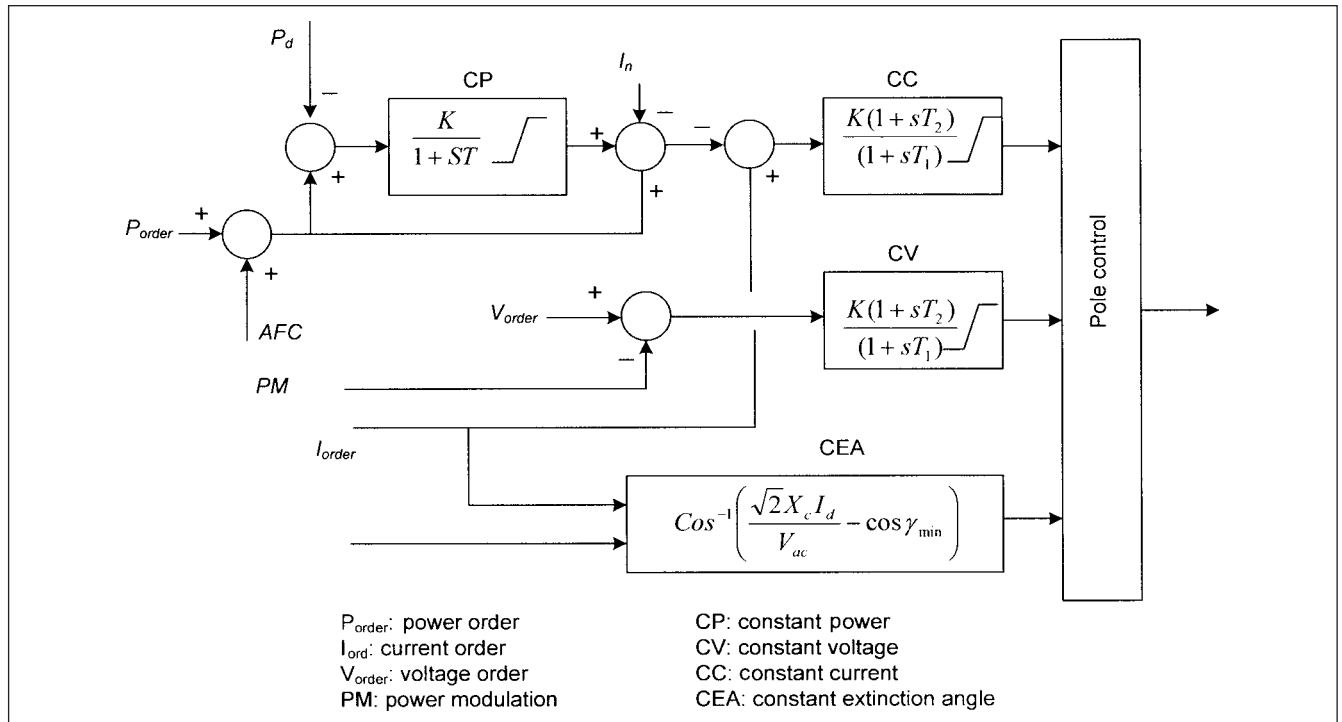 P_d
−
CP
K
1 + ST
+
I_n
−
+
+
−
+
CC
K(1 + sT_2)
(1 + sT_1)
+
P_order
+
+
AFC
V_order
+
−
CV
K(1 + sT_2)
(1 + sT_1)
PM
I_order
CEA
Cos^{-1}(√2 X_c I_d / V_ac − cos γ_min)
Pole control
P_order: power order
I_ord: current order
V_order: voltage order
PM: power modulation
CP: constant power
CV: constant voltage
CC: constant current
CEA: constant extinction angle